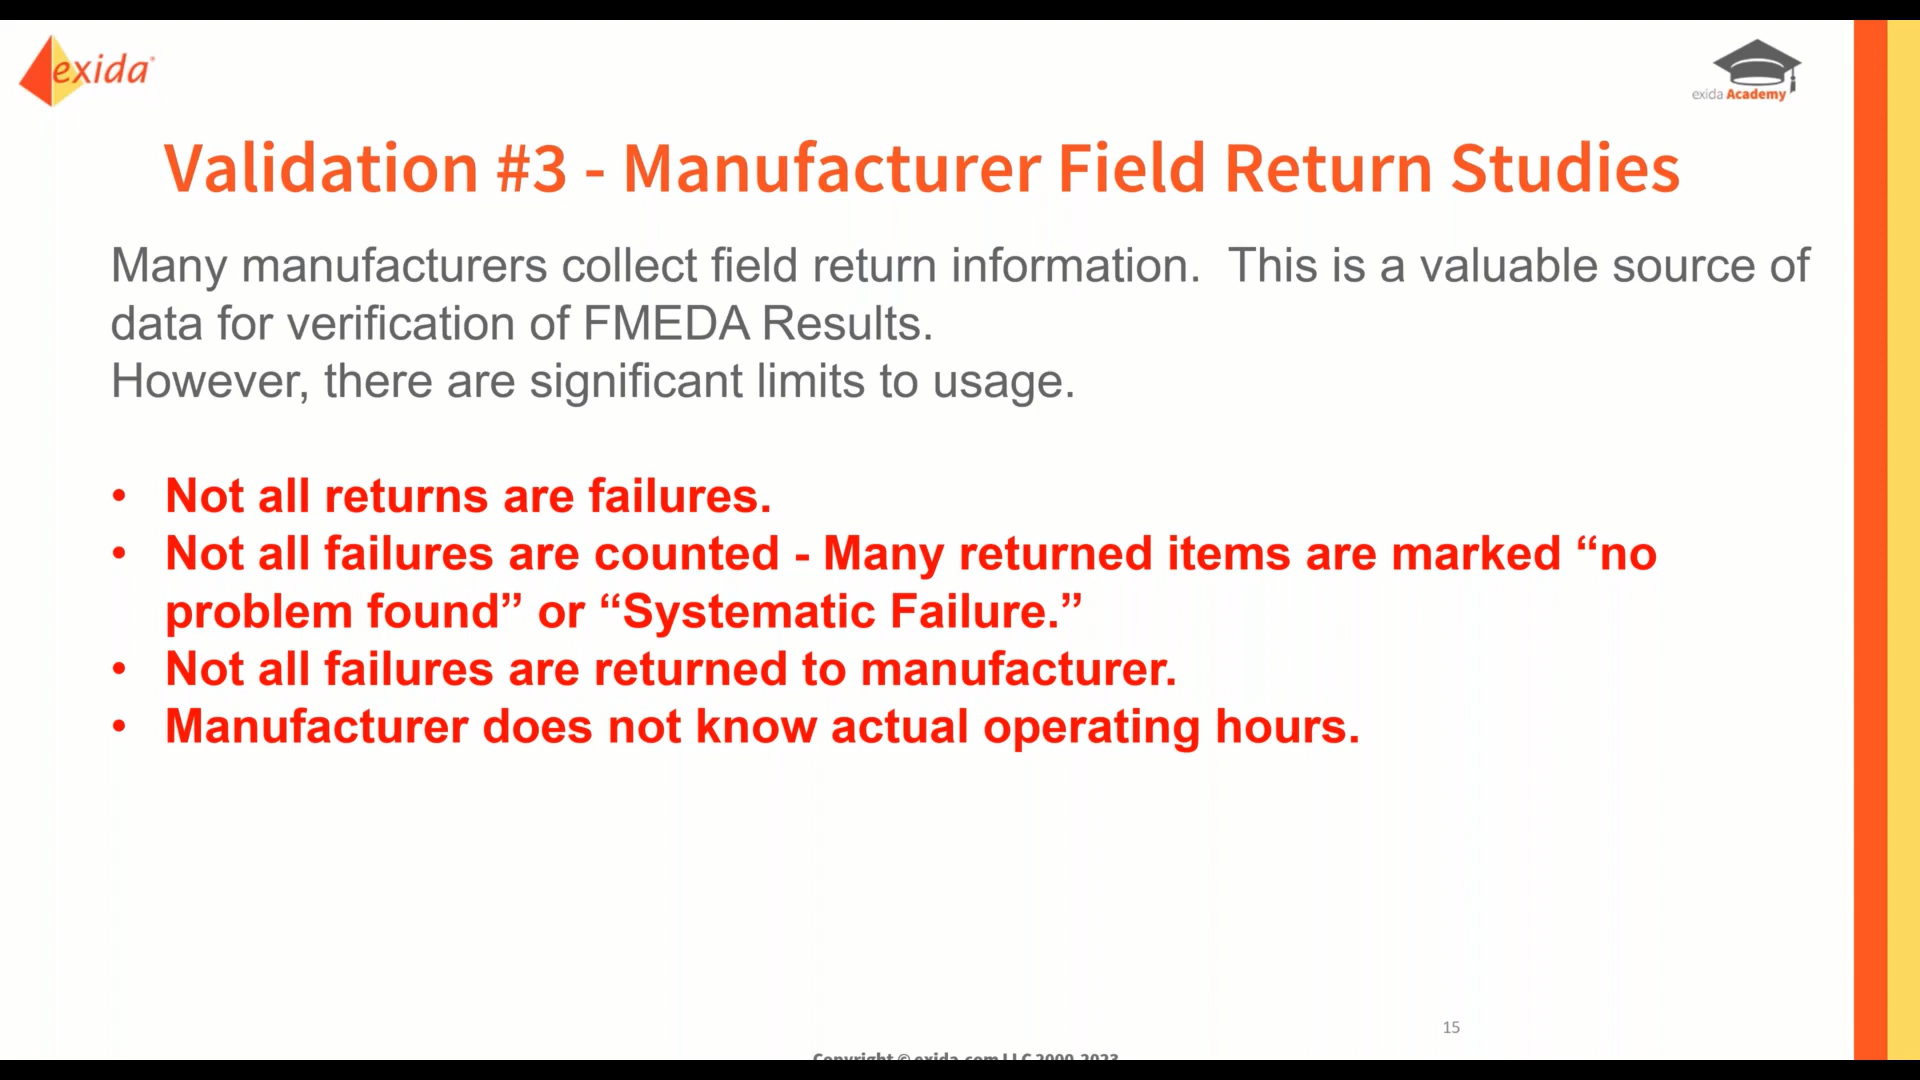 exida
exida Academy
Validation #3 - Manufacturer Field Return Studies
Many manufacturers collect field return information.  This is a valuable source of
data for verification of FMEDA Results.
However, there are significant limits to usage.
• Not all returns are failures.
• Not all failures are counted - Many returned items are marked “no
problem found” or “Systematic Failure.”
• Not all failures are returned to manufacturer.
• Manufacturer does not know actual operating hours.
15
Copyright © exida.com LLC 2000-2023